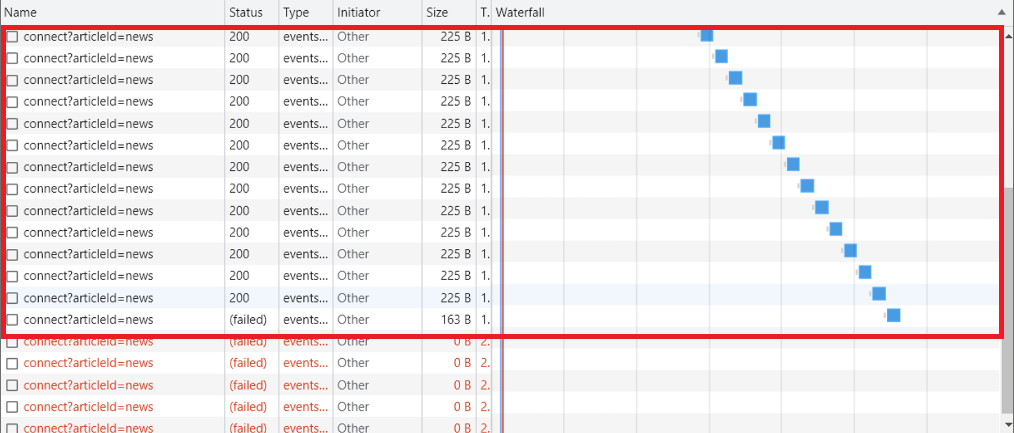 Name Status Type Initiator Size T. Waterfall
connect?articleId=news 200 events... Other 225 B 1.
connect?articleId=news 200 events... Other 225 B 1.
connect?articleId=news 200 events... Other 225 B 1.
connect?articleId=news 200 events... Other 225 B 1.
connect?articleId=news 200 events... Other 225 B 1.
connect?articleId=news 200 events... Other 225 B 1.
connect?articleId=news 200 events... Other 225 B 1.
connect?articleId=news 200 events... Other 225 B 1.
connect?articleId=news 200 events... Other 225 B 1.
connect?articleId=news 200 events... Other 225 B 1.
connect?articleId=news 200 events... Other 225 B 1.
connect?articleId=news 200 events... Other 225 B 1.
connect?articleId=news 200 events... Other 225 B 1.
connect?articleId=news (failed) events... Other 163 B 1.
connect?articleId=news (failed) events... Other 0 B 2.
connect?articleId=news (failed) events... Other 0 B 2.
connect?articleId=news (failed) events... Other 0 B 2.
connect?articleId=news (failed) events... Other 0 B 2.
connect?articleId=news (failed) events... Other 0 B 2.